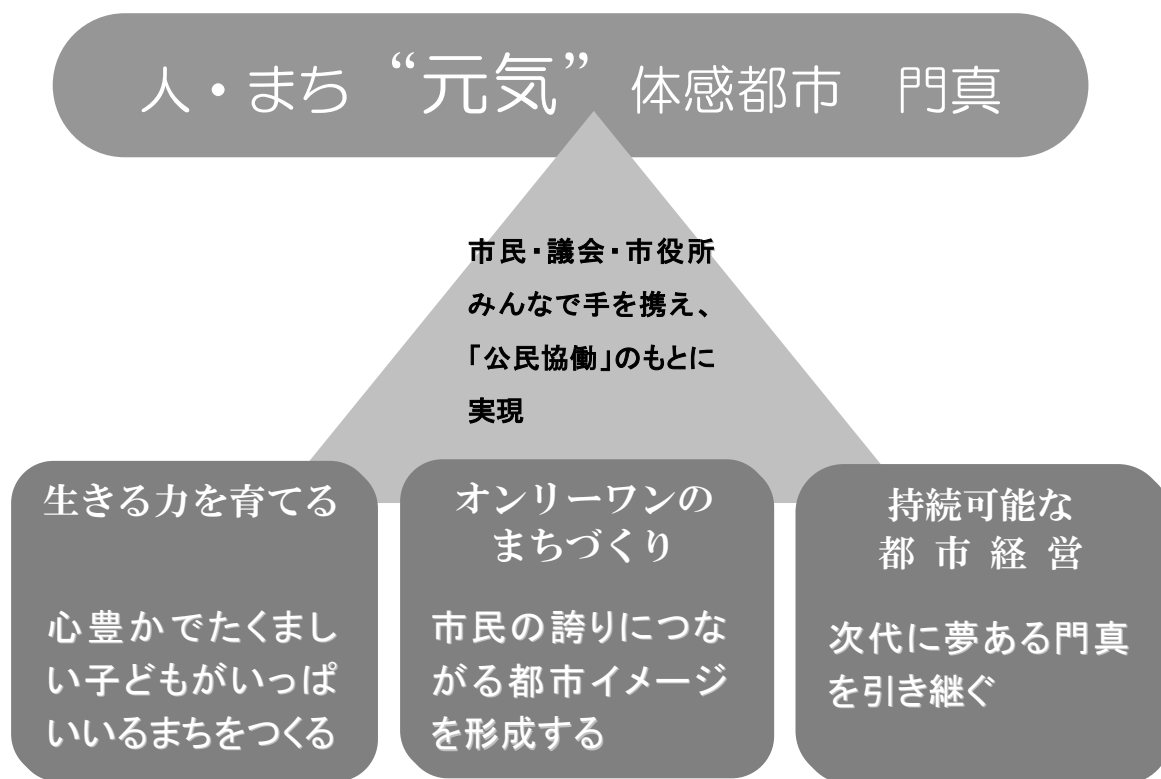 人・まち “元気” 体感都市　門真
市民・議会・市役所
みんなで手を携え、
「公民協働」のもとに
実現
生きる力を育てる
心豊かでたくまし
い子どもがいっぱ
いいるまちをつくる
オンリーワンの
まちづくり
市民の誇りにつな
がる都市イメージ
を形成する
持続可能な
都市経営
次代に夢ある門真
を引き継ぐ